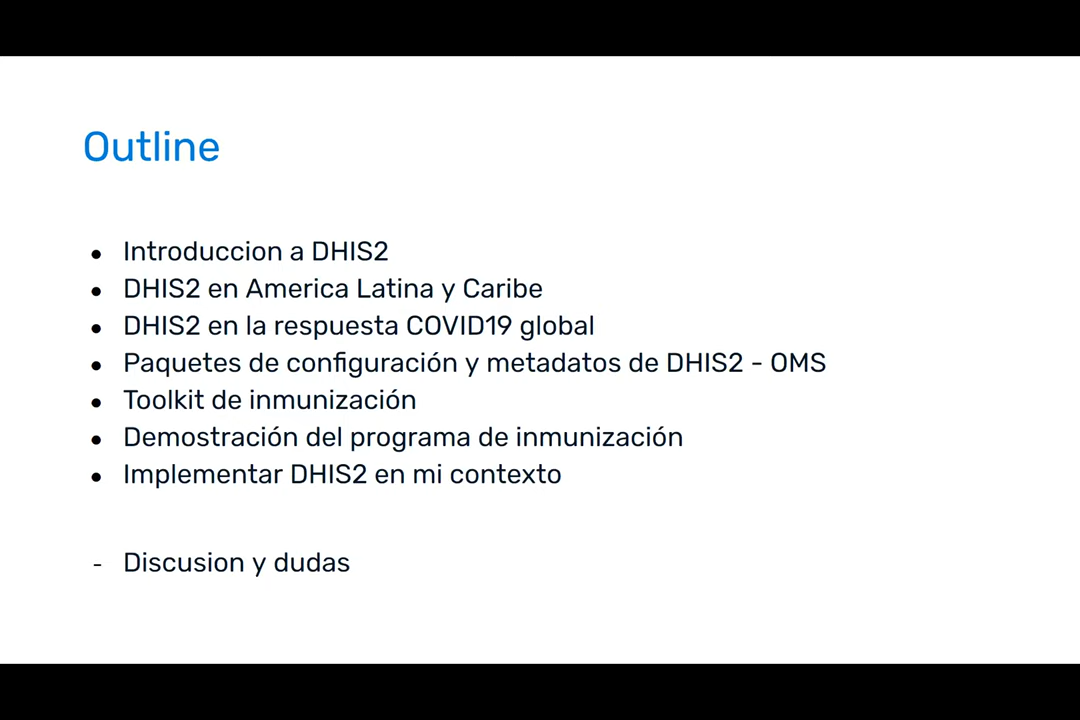 Outline
● Introduccion a DHIS2
● DHIS2 en America Latina y Caribe
● DHIS2 en la respuesta COVID19 global
● Paquetes de configuración y metadatos de DHIS2 - OMS
● Toolkit de inmunización
● Demostración del programa de inmunización
● Implementar DHIS2 en mi contexto
- Discusion y dudas